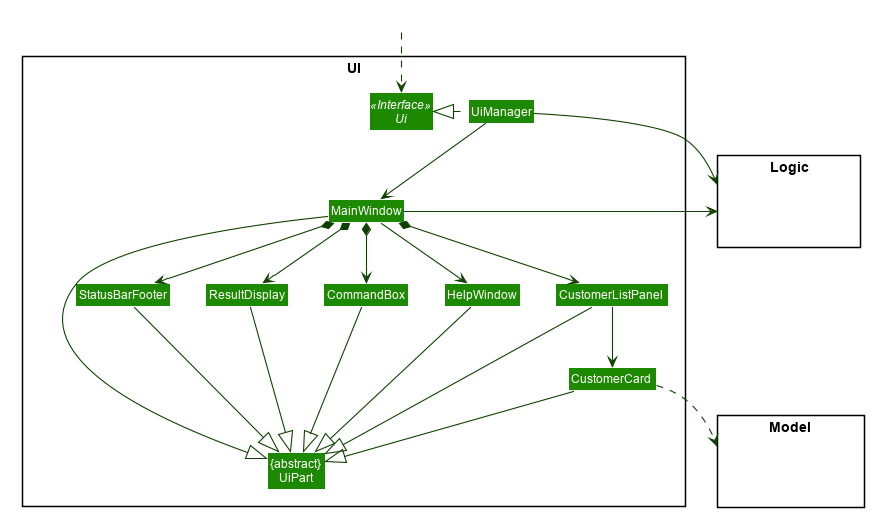 UI
«Interface»
Ui
UiManager
Logic
MainWindow
StatusBarFooter
ResultDisplay
CommandBox
HelpWindow
CustomerListPanel
CustomerCard
Model
{abstract}
UiPart